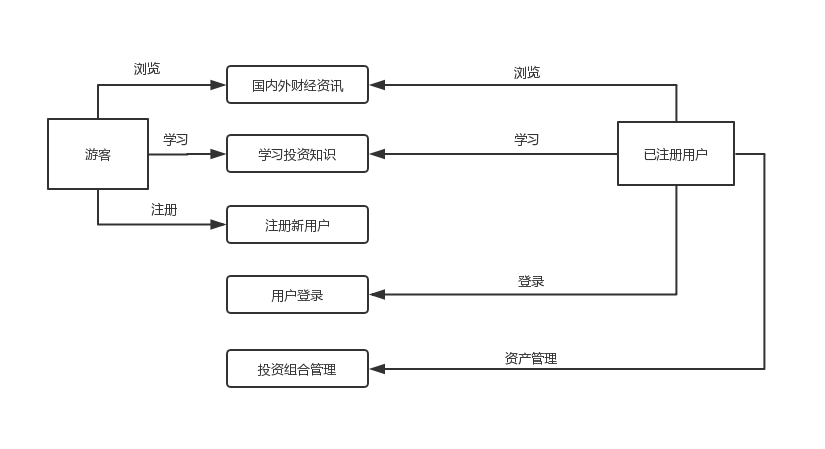 浏览
浏览
国内外财经资讯
学习
学习
游客
学习投资知识
已注册用户
注册
注册新用户
登录
用户登录
资产管理
投资组合管理